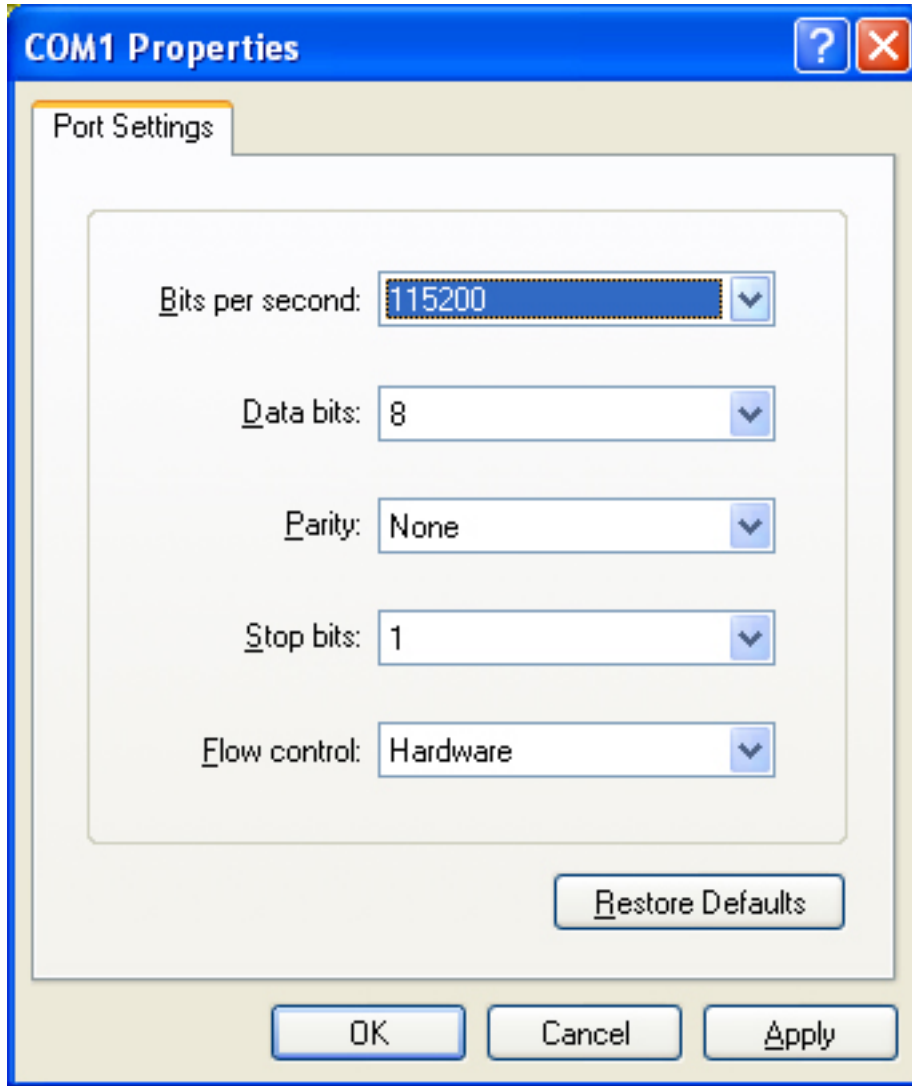 COM1 Properties
Port Settings
Bits per second: 115200
Data bits: 8
Parity: None
Stop bits: 1
Flow control: Hardware
Restore Defaults
OK Cancel Apply